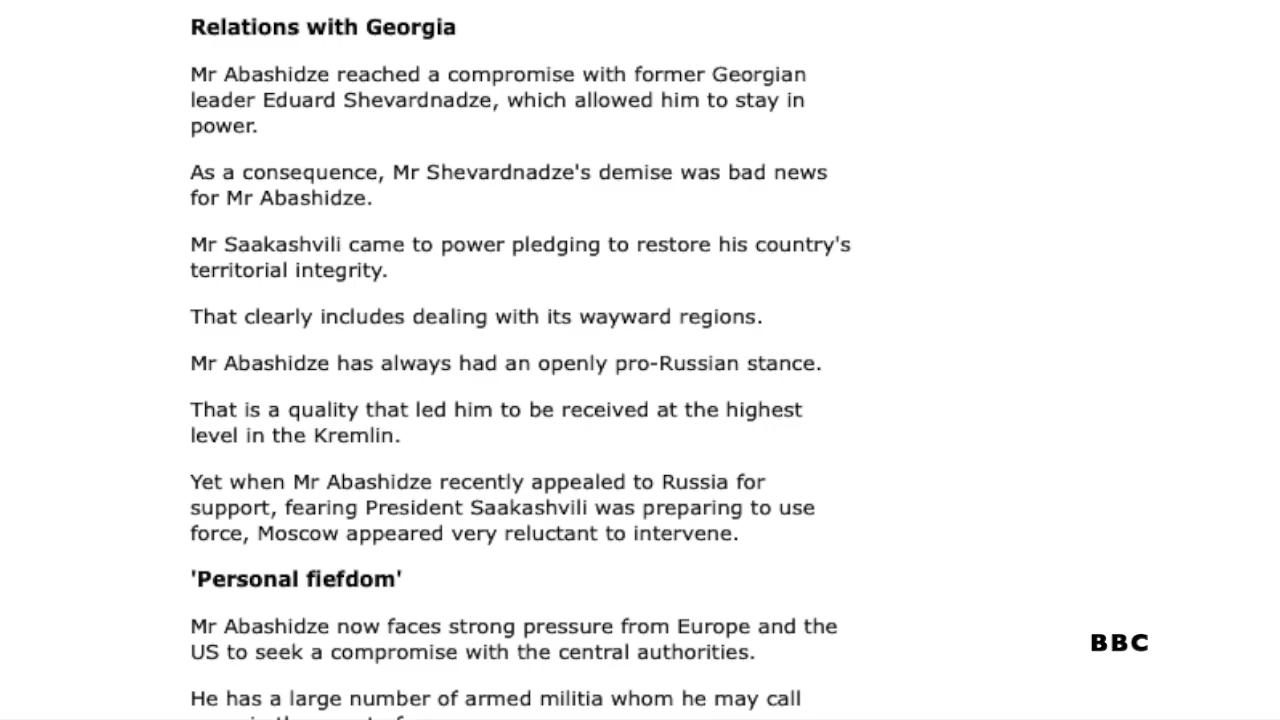 Relations with Georgia
Mr Abashidze reached a compromise with former Georgian
leader Eduard Shevardnadze, which allowed him to stay in
power.
As a consequence, Mr Shevardnadze's demise was bad news
for Mr Abashidze.
Mr Saakashvili came to power pledging to restore his country's
territorial integrity.
That clearly includes dealing with its wayward regions.
Mr Abashidze has always had an openly pro-Russian stance.
That is a quality that led him to be received at the highest
level in the Kremlin.
Yet when Mr Abashidze recently appealed to Russia for
support, fearing President Saakashvili was preparing to use
force, Moscow appeared very reluctant to intervene.
'Personal fiefdom'
Mr Abashidze now faces strong pressure from Europe and the
US to seek a compromise with the central authorities.
BBC
He has a large number of armed militia whom he may call